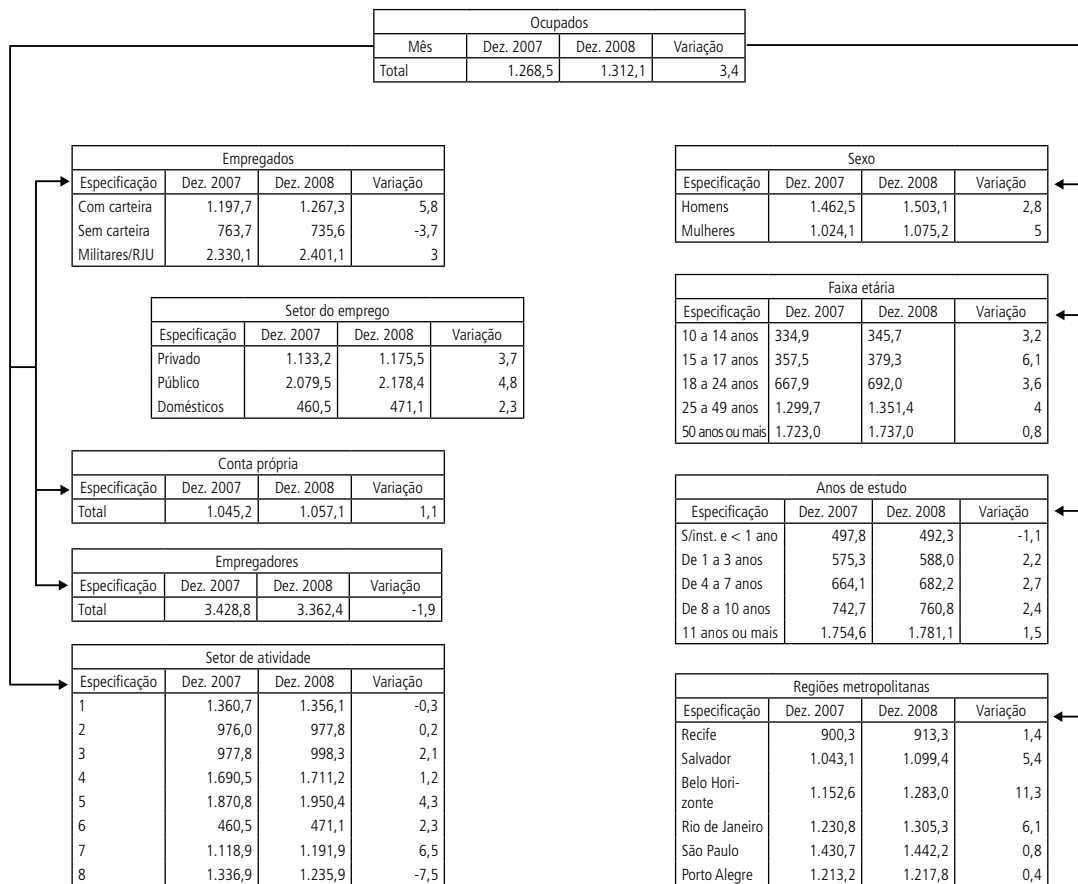 Ocupados
Mês Dez. 2007 Dez. 2008 Variação
Total 1.268,5 1.312,1 3,4
Empregados
Especificação Dez. 2007 Dez. 2008 Variação
Com carteira 1.197,7 1.267,3 5,8
Sem carteira 763,7 735,6 -3,7
Militares/RJU 2.330,1 2.401,1 3
Setor do emprego
Especificação Dez. 2007 Dez. 2008 Variação
Privado 1.133,2 1.175,5 3,7
Público 2.079,5 2.178,4 4,8
Domésticos 460,5 471,1 2,3
Conta própria
Especificação Dez. 2007 Dez. 2008 Variação
Total 1.045,2 1.057,1 1,1
Empregadores
Especificação Dez. 2007 Dez. 2008 Variação
Total 3.428,8 3.362,4 -1,9
Setor de atividade
Especificação Dez. 2007 Dez. 2008 Variação
1 1.360,7 1.356,1 -0,3
2 976,0 977,8 0,2
3 977,8 998,3 2,1
4 1.690,5 1.711,2 1,2
5 1.870,8 1.950,4 4,3
6 460,5 471,1 2,3
7 1.118,9 1.191,9 6,5
8 1.336,9 1.235,9 -7,5
Sexo
Especificação Dez. 2007 Dez. 2008 Variação
Homens 1.462,5 1.503,1 2,8
Mulheres 1.024,1 1.075,2 5
Faixa etária
Especificação Dez. 2007 Dez. 2008 Variação
10 a 14 anos 334,9 345,7 3,2
15 a 17 anos 357,5 379,3 6,1
18 a 24 anos 667,9 692,0 3,6
25 a 49 anos 1.299,7 1.351,4 4
50 anos ou mais 1.723,0 1.737,0 0,8
Anos de estudo
Especificação Dez. 2007 Dez. 2008 Variação
S/inst. e < 1 ano 497,8 492,3 -1,1
De 1 a 3 anos 575,3 588,0 2,2
De 4 a 7 anos 664,1 682,2 2,7
De 8 a 10 anos 742,7 760,8 2,4
11 anos ou mais 1.754,6 1.781,1 1,5
Regiões metropolitanas
Especificação Dez. 2007 Dez. 2008 Variação
Recife 900,3 913,3 1,4
Salvador 1.043,1 1.099,4 5,4
Belo Hori-
zonte 1.152,6 1.283,0 11,3
Rio de Janeiro 1.230,8 1.305,3 6,1
São Paulo 1.430,7 1.442,2 0,8
Porto Alegre 1.213,2 1.217,8 0,4